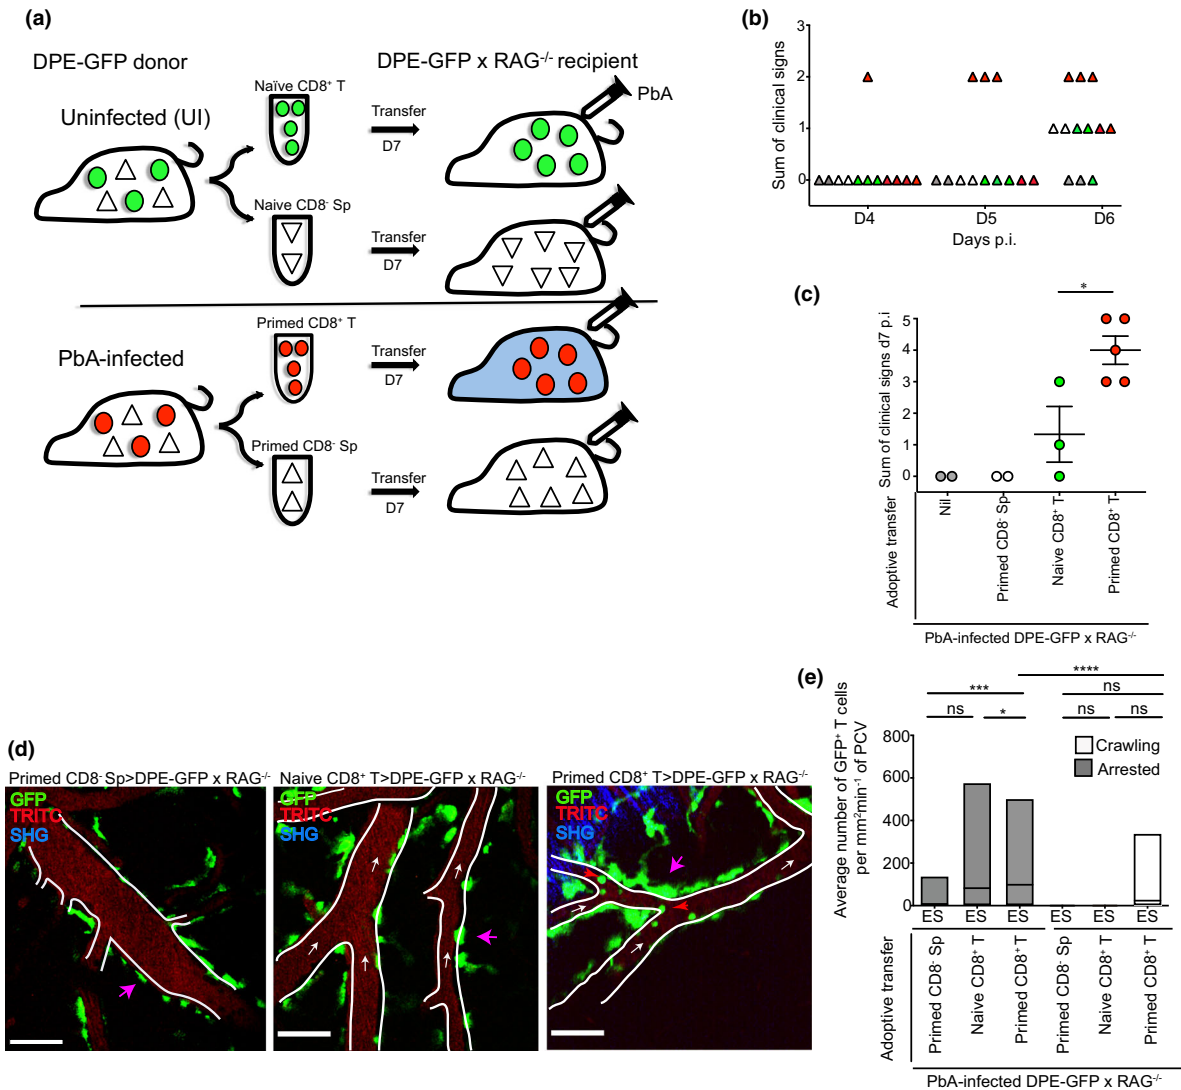 (a)
DPE-GFP donor
DPE-GFP x RAG-/- recipient
Uninfected (UI)
Naïve CD8+ T
Transfer
D7
PbA
Naive CD8- Sp
Transfer
D7
PbA-infected
Primed CD8+ T
Transfer
D7
Primed CD8- Sp
Transfer
D7
(b)
Sum of clinical signs
3
2
1
0
D4 D5 D6
Days p.i.
(c)
Sum of clinical signs d7 p.i
5
4
3
2
1
0
*
Adoptive transfer
Nil
Primed CD8- Sp
Naive CD8+ T
Primed CD8+ T
PbA-infected DPE-GFP x RAG-/-
(d)
Primed CD8- Sp>DPE-GFP x RAG-/-
GFP
TRITC
SHG
Naive CD8+ T>DPE-GFP x RAG-/-
GFP
TRITC
SHG
Primed CD8+ T>DPE-GFP x RAG-/-
GFP
TRITC
SHG
(e)
****
*** ns
ns * ns ns
Average number of GFP+ T cells
per mm²min-1 of PCV
800
600
400
200
0
Crawling
Arrested
ES ES ES ES ES ES
Adoptive transfer
Primed CD8- Sp
Naive CD8+ T
Primed CD8+ T
Primed CD8- Sp
Naive CD8+ T
Primed CD8+ T
PbA-infected DPE-GFP x RAG-/-